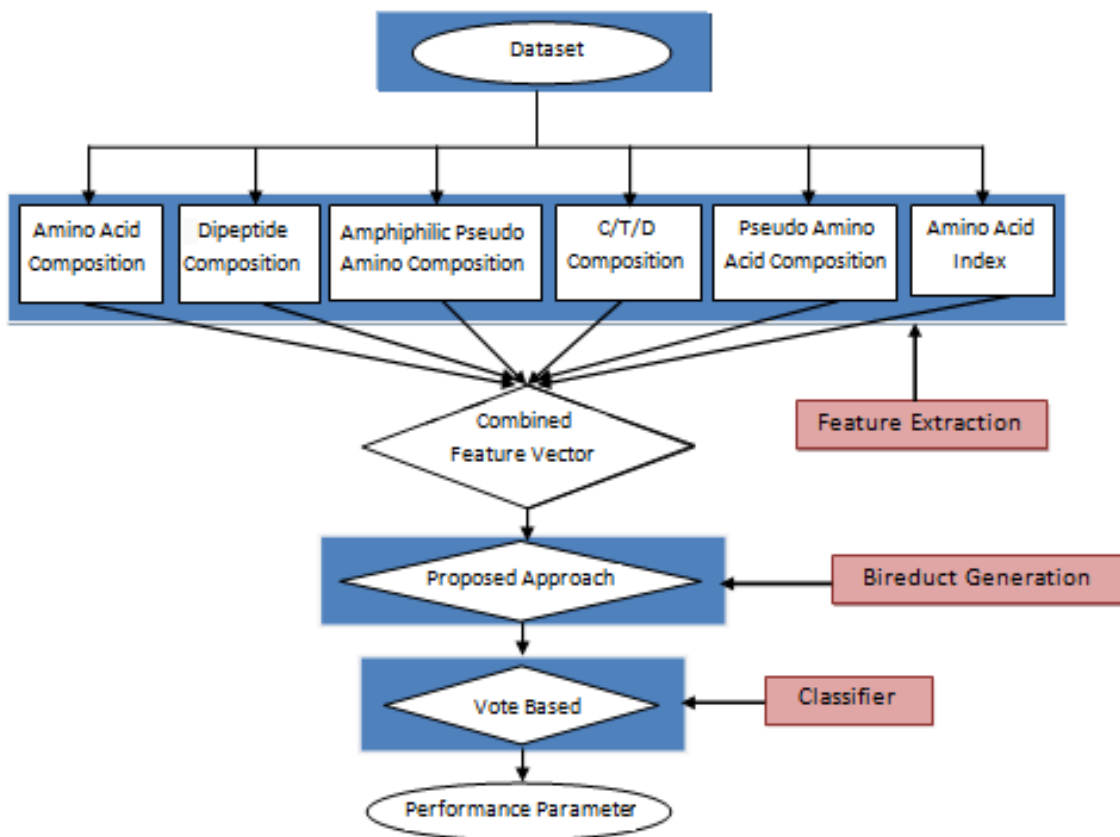 Dataset
Amino Acid
Composition
Dipeptide
Composition
Amphiphilic Pseudo
Amino Composition
C/T/D
Composition
Pseudo Amino
Acid Composition
Amino Acid
Index
Combined
Feature Vector
Feature Extraction
Proposed Approach
Bireduct Generation
Vote Based
Classifier
Performance Parameter